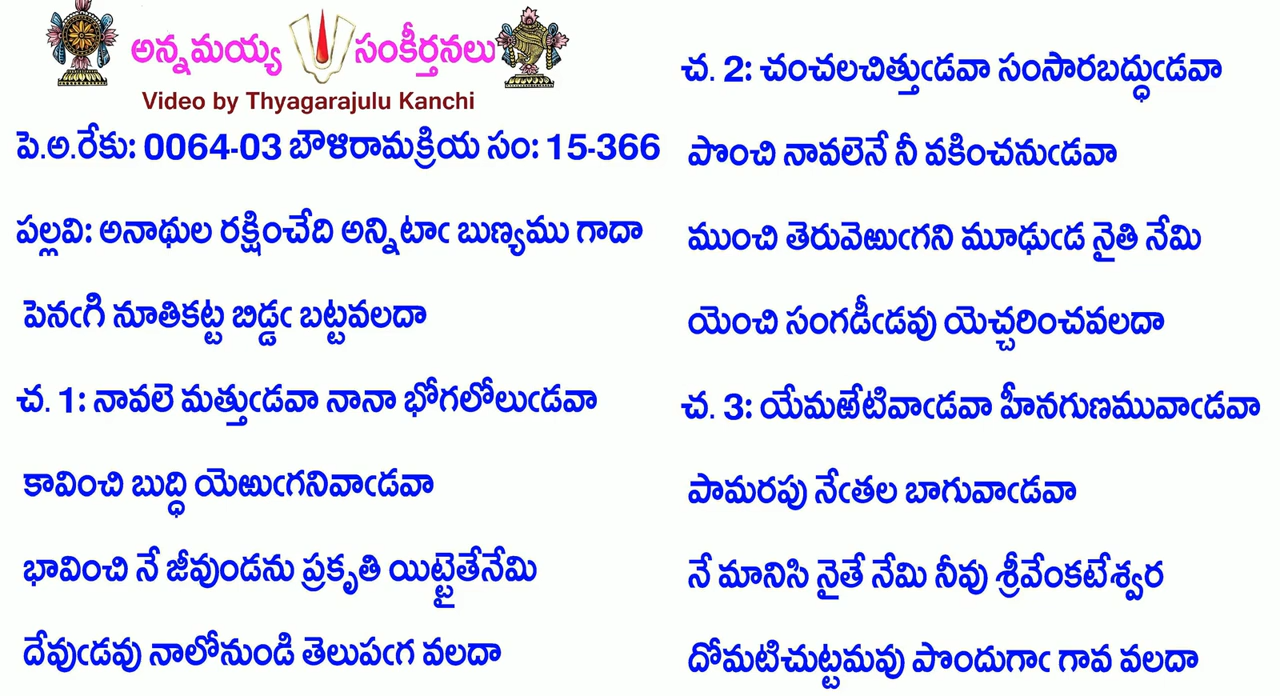 అన్నమయ్య సంకీర్తనలు
Video by Thyagarajulu Kanchi
పె.అ.రేకు: 0064-03 బౌళిరామక్రియ సం: 15-366
పల్లవి: అనాథుల రక్షించేది అన్నిటాఁ బుణ్యము గాదా
పెనఁగి నూతికట్ట బిడ్డఁ బట్టవలదా
చ. 1: నావలె మత్తుఁడవా నానా భోగలోలుఁడవా
కావించి బుద్ధి యెఱుఁగనివాఁడవా
భావించి నే జీవుండను ప్రకృతి యిట్టైతేనేమి
దేవుఁడవు నాలోనుండి తెలుపఁగ వలదా
చ. 2: చంచలచిత్తుఁడవా సంసారబద్ధుఁడవా
పొంచి నావలెనే నీ వకించనుఁడవా
ముంచి తెరువెఱుఁగని మూఢుఁడ నైతి నేమి
యెంచి సంగడీఁడవు యెచ్చరించవలదా
చ. 3: యేమఱేటివాఁడవా హీనగుణమువాఁడవా
పామరపు నేఁతల బాగువాఁడవా
నే మానిసి నైతే నేమి నీవు శ్రీవేంకటేశ్వర
దోమటిచుట్టమవు పొందుగాఁ గావ వలదా